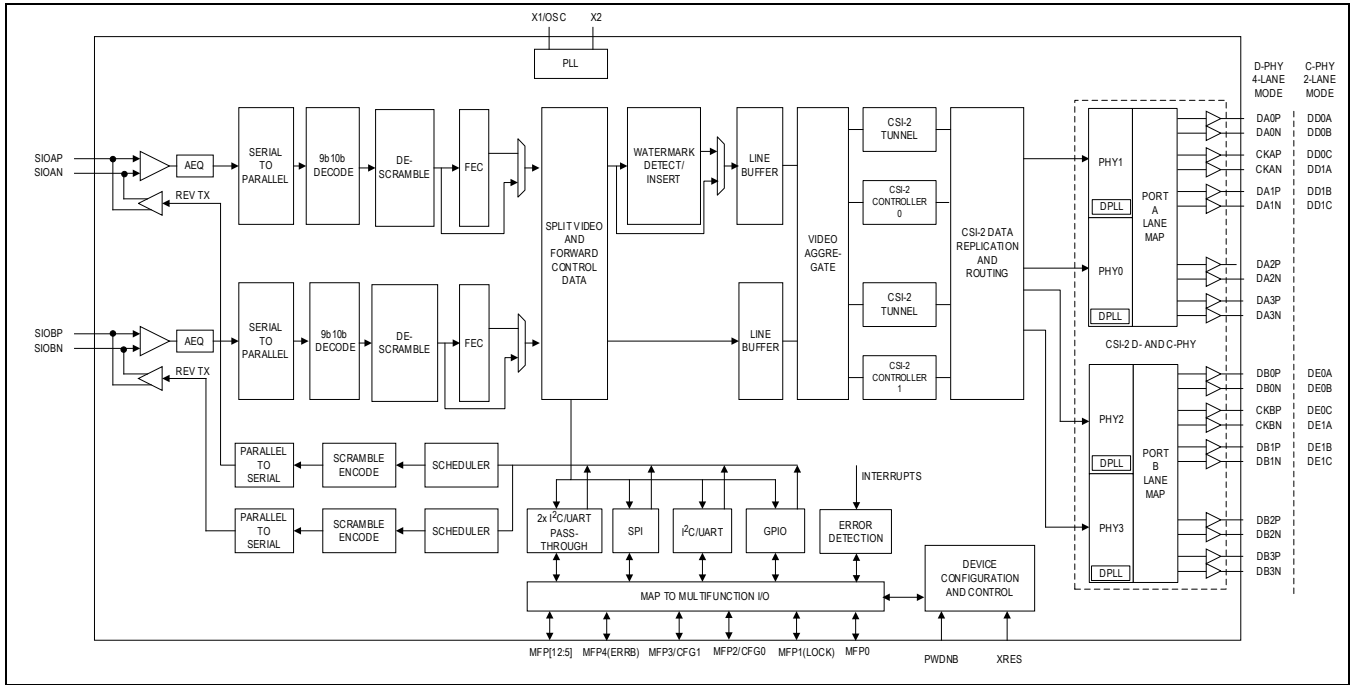 X1/OSC
X2
PLL
D-PHY
4-LANE
MODE
C-PHY
2-LANE
MODE
SIOAP
SIOAN
AEQ
REV TX
SERIAL
TO
PARALLEL
9b10b
DECODE
DE-
SCRAMBLE
FEC
SPLIT VIDEO
AND
FORWARD
CONTROL
DATA
WATERMARK
DETECT/
INSERT
LINE
BUFFER
VIDEO
AGGRE-
GATE
CSI-2
TUNNEL
CSI-2
CONTROLLER
0
CSI-2 DATA
REPLICATION
AND
ROUTING
PHY1
DPLL
PHY0
DPLL
PORT
A
LANE
MAP
DA0P DD0A
DA0N DD0B
CKAP DD0C
CKAN DD1A
DA1P DD1B
DA1N DD1C
DA2P
DA2N
DA3P
DA3N
SIOBP
SIOBN
AEQ
REV TX
SERIAL
TO
PARALLEL
9b10b
DECODE
DE-
SCRAMBLE
FEC
LINE
BUFFER
CSI-2
TUNNEL
CSI-2
CONTROLLER
1
CSI-2 D- AND C-PHY
PHY2
DPLL
PHY3
DPLL
PORT
B
LANE
MAP
DB0P DE0A
DB0N DE0B
CKBP DE0C
CKBN DE1A
DB1P DE1B
DB1N DE1C
DB2P
DB2N
DB3P
DB3N
PARALLEL
TO
SERIAL
SCRAMBLE
ENCODE
SCHEDULER
PARALLEL
TO
SERIAL
SCRAMBLE
ENCODE
SCHEDULER
INTERRUPTS
2x I²C/UART
PASS-
THROUGH
SPI
I²C/UART
GPIO
ERROR
DETECTION
MAP TO MULTIFUNCTION I/O
DEVICE
CONFIGURATION
AND CONTROL
MFP[12:5]
MFP4(ERRB)
MFP3/CFG1
MFP2/CFG0
MFP1(LOCK)
MFP0
PWDNB
XRES